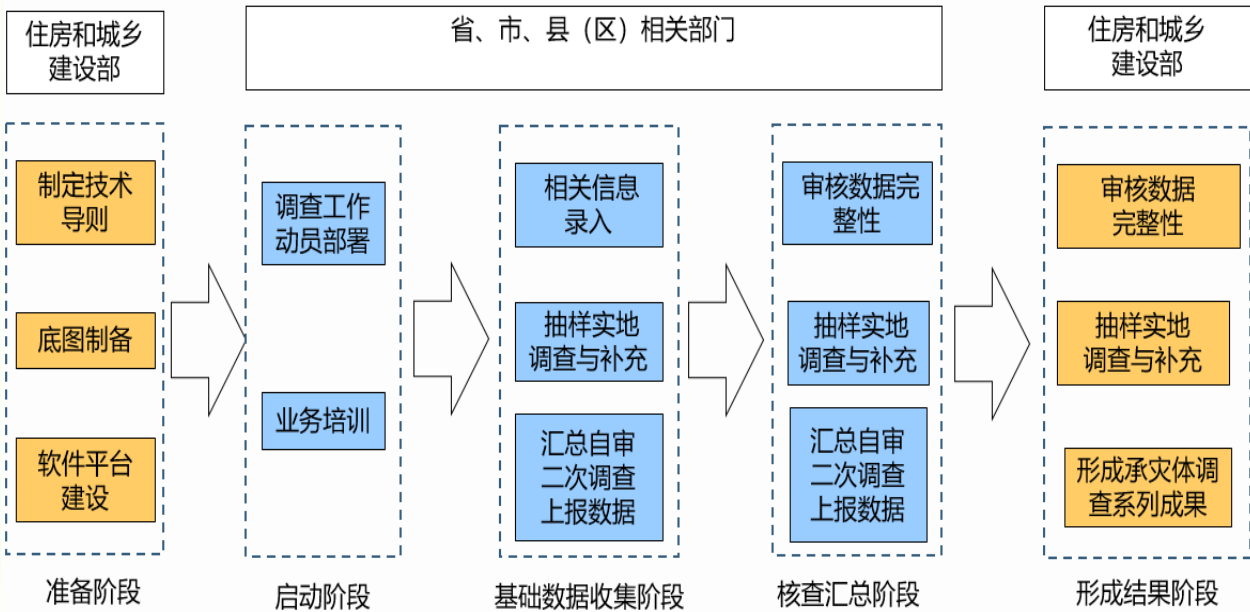 住房和城乡
建设部
省、市、县（区）相关部门
住房和城乡
建设部
制定技术
导则
底图制备
软件平台
建设
调查工作
动员部署
业务培训
相关信息
录入
抽样实地
调查与补充
汇总自审
二次调查
上报数据
审核数据完
整性
抽样实地
调查与补充
汇总自审
二次调查
上报数据
审核数据
完整性
抽样实地
调查与补充
形成承灾体调
查系列成果
准备阶段
启动阶段
基础数据收集阶段
核查汇总阶段
形成结果阶段